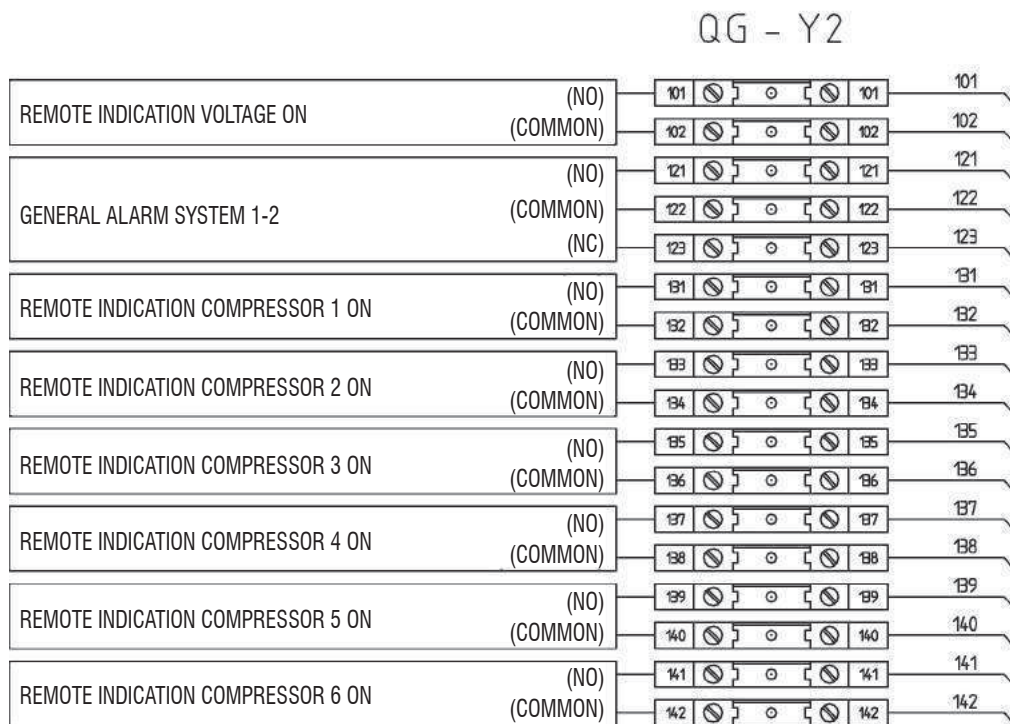 QG - Y2
REMOTE INDICATION VOLTAGE ON (NO) 101 101 101
(COMMON) 102 102 102
(NO) 121 121 121
GENERAL ALARM SYSTEM 1-2 (COMMON) 122 122 122
(NC) 123 123 123
REMOTE INDICATION COMPRESSOR 1 ON (NO) 131 131 131
(COMMON) 132 132 132
REMOTE INDICATION COMPRESSOR 2 ON (NO) 133 133 133
(COMMON) 134 134 134
REMOTE INDICATION COMPRESSOR 3 ON (NO) 135 135 135
(COMMON) 136 136 136
REMOTE INDICATION COMPRESSOR 4 ON (NO) 137 137 137
(COMMON) 138 138 138
REMOTE INDICATION COMPRESSOR 5 ON (NO) 139 139 139
(COMMON) 140 140 140
REMOTE INDICATION COMPRESSOR 6 ON (NO) 141 141 141
(COMMON) 142 142 142